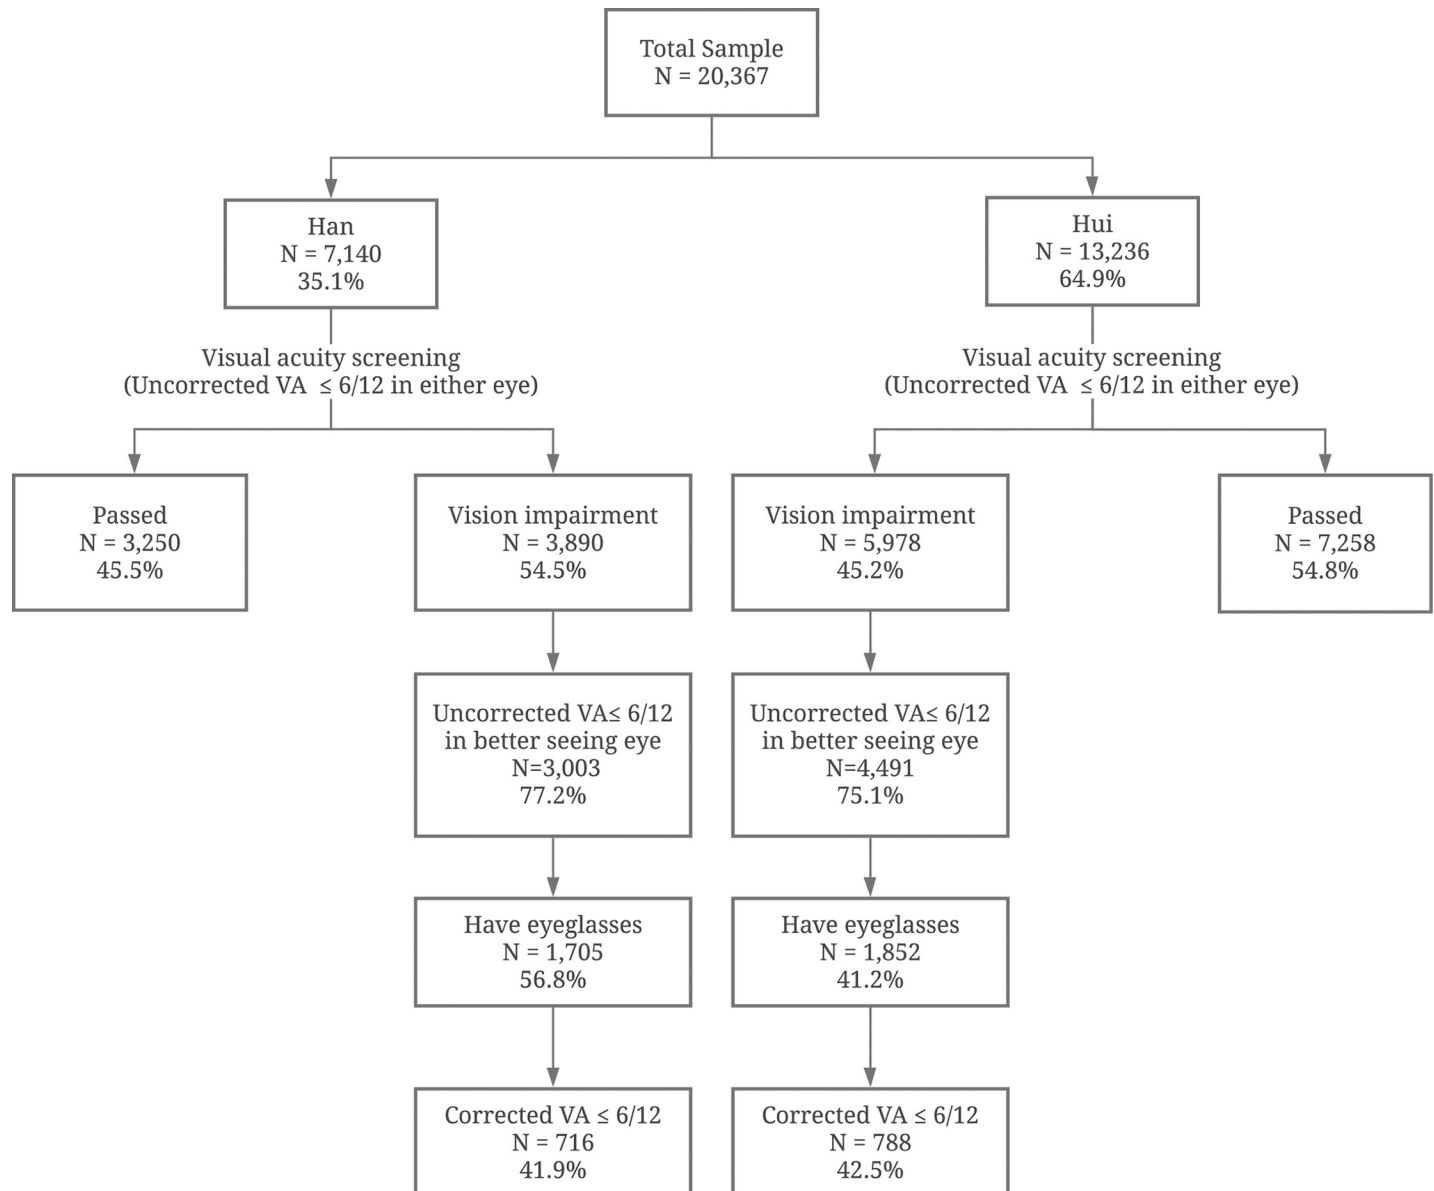 Total Sample
N = 20,367
Han
N = 7,140
35.1%
Hui
N = 13,236
64.9%
Visual acuity screening
(Uncorrected VA ≤ 6/12 in either eye)
Visual acuity screening
(Uncorrected VA ≤ 6/12 in either eye)
Passed
N = 3,250
45.5%
Vision impairment
N = 3,890
54.5%
Vision impairment
N = 5,978
45.2%
Passed
N = 7,258
54.8%
Uncorrected VA≤ 6/12
in better seeing eye
N=3,003
77.2%
Uncorrected VA≤ 6/12
in better seeing eye
N=4,491
75.1%
Have eyeglasses
N = 1,705
56.8%
Have eyeglasses
N = 1,852
41.2%
Corrected VA ≤ 6/12
N = 716
41.9%
Corrected VA ≤ 6/12
N = 788
42.5%